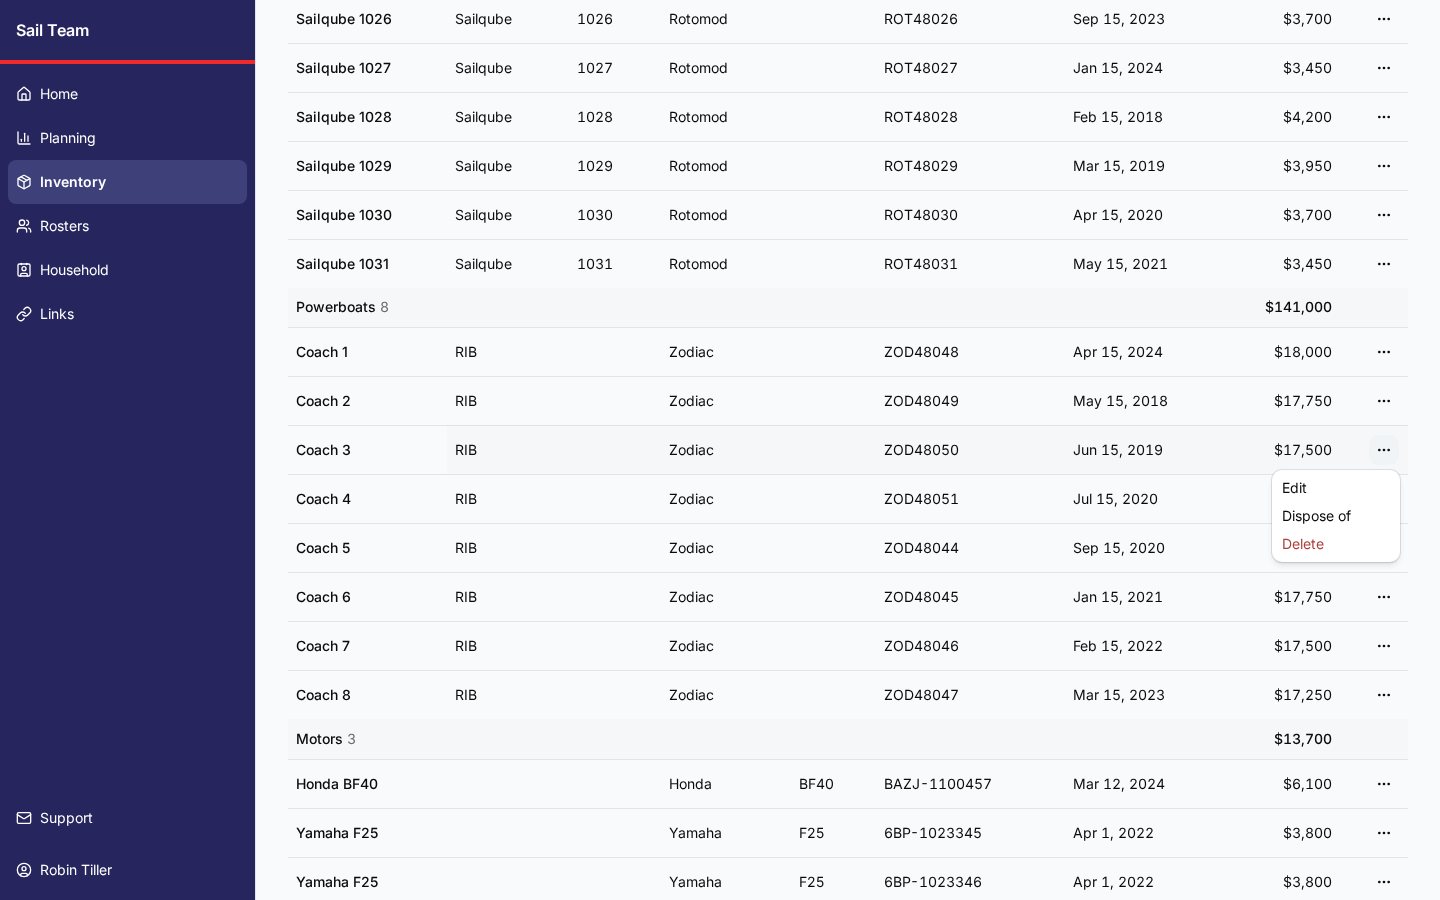 Sail Team
Home
Planning
Inventory
Rosters
Household
Links
Support
Robin Tiller
Sailqube 1026 Sailqube 1026 Rotomod ROT48026 Sep 15, 2023 $3,700
Sailqube 1027 Sailqube 1027 Rotomod ROT48027 Jan 15, 2024 $3,450
Sailqube 1028 Sailqube 1028 Rotomod ROT48028 Feb 15, 2018 $4,200
Sailqube 1029 Sailqube 1029 Rotomod ROT48029 Mar 15, 2019 $3,950
Sailqube 1030 Sailqube 1030 Rotomod ROT48030 Apr 15, 2020 $3,700
Sailqube 1031 Sailqube 1031 Rotomod ROT48031 May 15, 2021 $3,450
Powerboats 8 $141,000
Coach 1 RIB Zodiac ZOD48048 Apr 15, 2024 $18,000
Coach 2 RIB Zodiac ZOD48049 May 15, 2018 $17,750
Coach 3 RIB Zodiac ZOD48050 Jun 15, 2019 $17,500
Coach 4 RIB Zodiac ZOD48051 Jul 15, 2020
Coach 5 RIB Zodiac ZOD48044 Sep 15, 2020
Edit
Dispose of
Delete
Coach 6 RIB Zodiac ZOD48045 Jan 15, 2021 $17,750
Coach 7 RIB Zodiac ZOD48046 Feb 15, 2022 $17,500
Coach 8 RIB Zodiac ZOD48047 Mar 15, 2023 $17,250
Motors 3 $13,700
Honda BF40 Honda BF40 BAZJ-1100457 Mar 12, 2024 $6,100
Yamaha F25 Yamaha F25 6BP-1023345 Apr 1, 2022 $3,800
Yamaha F25 Yamaha F25 6BP-1023346 Apr 1, 2022 $3,800